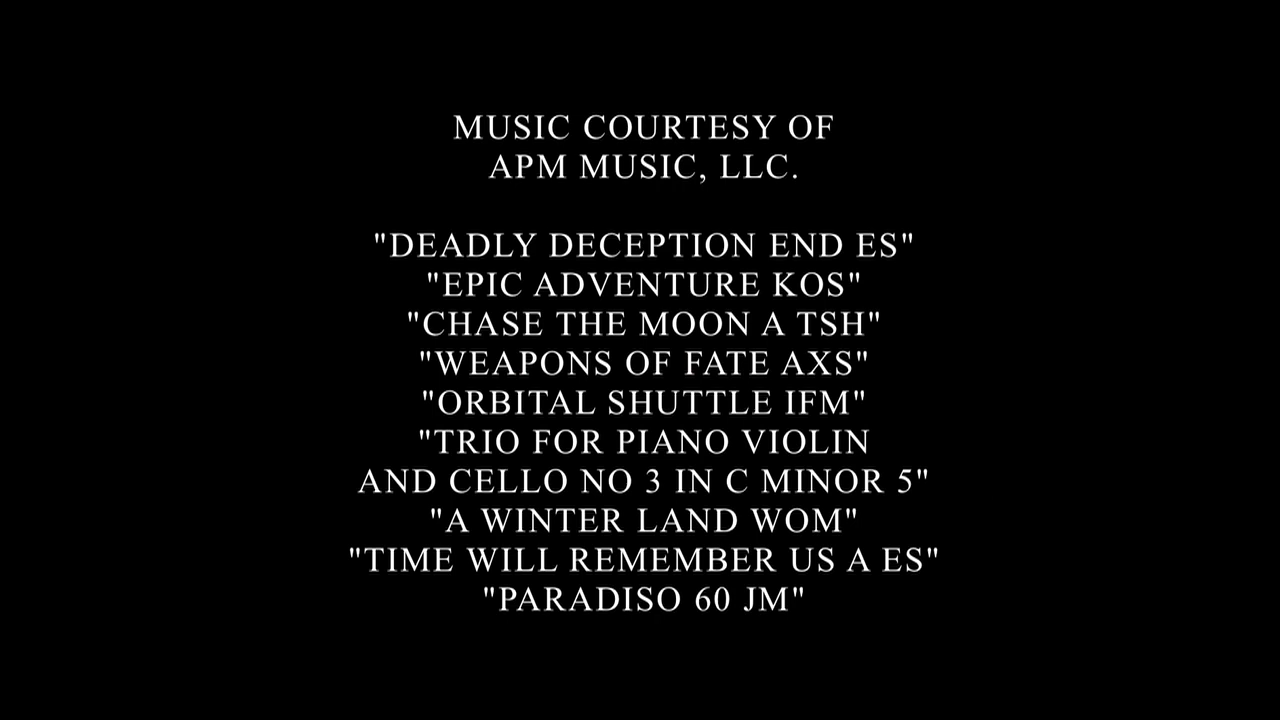 MUSIC COURTESY OF
APM MUSIC, LLC.
"DEADLY DECEPTION END ES"
"EPIC ADVENTURE KOS"
"CHASE THE MOON A TSH"
"WEAPONS OF FATE AXS"
"ORBITAL SHUTTLE IFM"
"TRIO FOR PIANO VIOLIN
AND CELLO NO 3 IN C MINOR 5"
"A WINTER LAND WOM"
"TIME WILL REMEMBER US A ES"
"PARADISO 60 JM"